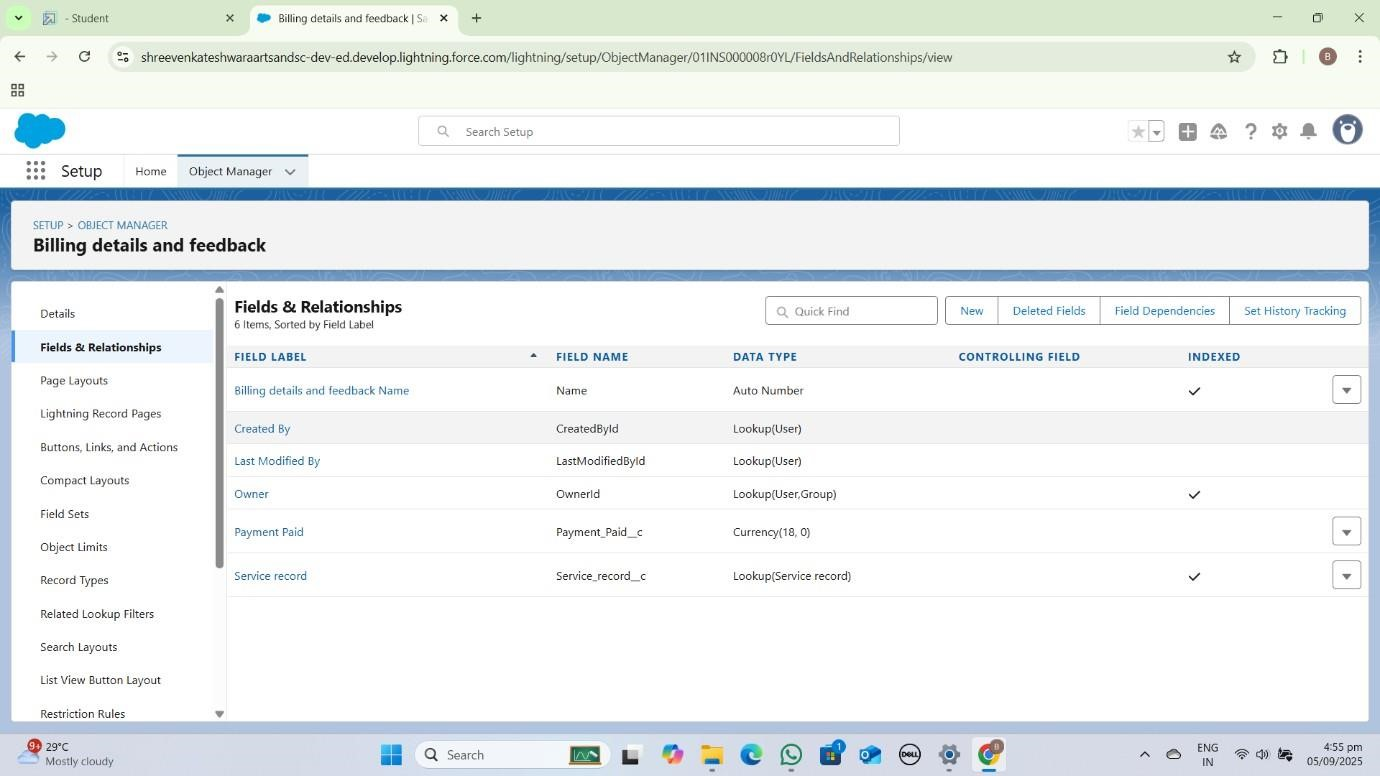 - Student
Billing details and feedback | Sa
shreevenkateshwaraartsandsc-dev-ed.develop.lightning.force.com/lightning/setup/ObjectManager/01INS000008r0YL/FieldsAndRelationships/view
B
Search Setup
Setup
Home
Object Manager
SETUP > OBJECT MANAGER
Billing details and feedback
Details
Fields & Relationships
Page Layouts
Lightning Record Pages
Buttons, Links, and Actions
Compact Layouts
Field Sets
Object Limits
Record Types
Related Lookup Filters
Search Layouts
List View Button Layout
Restriction Rules
Fields & Relationships
6 Items, Sorted by Field Label
Quick Find
New
Deleted Fields
Field Dependencies
Set History Tracking
FIELD LABEL FIELD NAME DATA TYPE CONTROLLING FIELD INDEXED
Billing details and feedback Name Name Auto Number
Created By CreatedById Lookup(User)
Last Modified By LastModifiedById Lookup(User)
Owner OwnerId Lookup(User,Group)
Payment Paid Payment_Paid__c Currency(18, 0)
Service record Service_record__c Lookup(Service record)
9+
29°C
Mostly cloudy
Search
1
DELL
B
ENG
IN
4:55 pm
05/09/2025